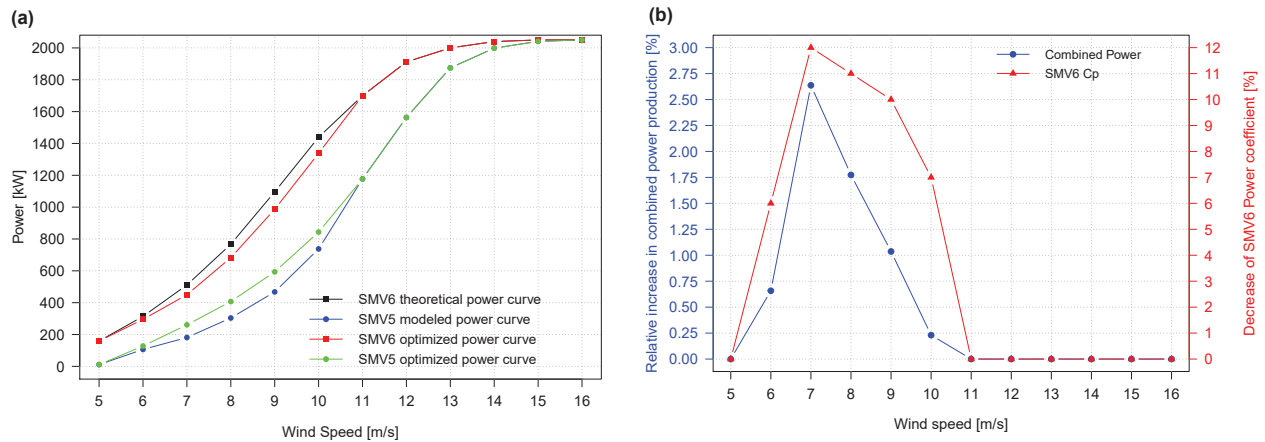 (a)
2000
1800
1600
1400
1200
1000
800
600
400
200
0
Power [kW]
SMV6 theoretical power curve
SMV5 modeled power curve
SMV6 optimized power curve
SMV5 optimized power curve
5 6 7 8 9 10 11 12 13 14 15 16
Wind Speed [m/s]
(b)
Relative increase in combined power production [%]
3.00
2.75
2.50
2.25
2.00
1.75
1.50
1.25
1.00
0.75
0.50
0.25
0.00
Combined Power
SMV6 Cp
12
11
10
9
8
7
6
5
4
3
2
1
0
Decrease of SMV6 Power coefficient [%]
5 6 7 8 9 10 11 12 13 14 15 16
Wind speed [m/s]